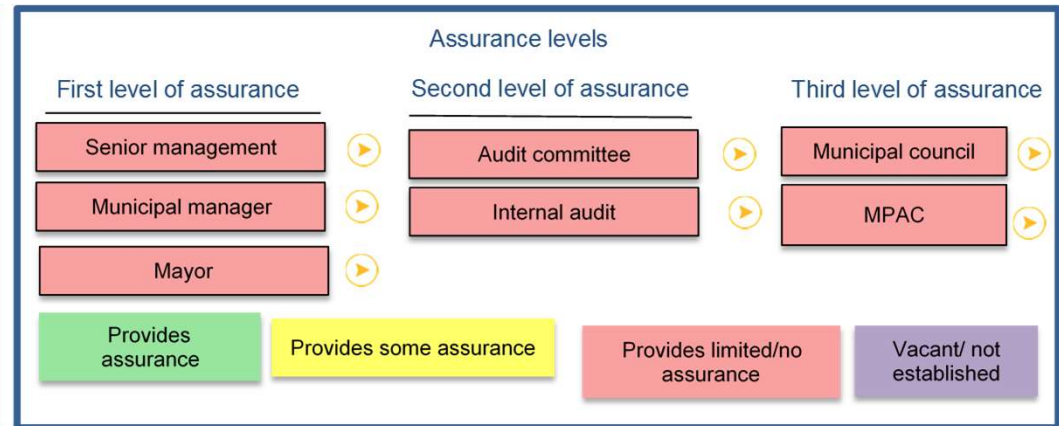 Assurance levels
First level of assurance
Second level of assurance
Third level of assurance
Senior management
Audit committee
Municipal council
Municipal manager
Internal audit
MPAC
Mayor
Provides
assurance
Provides some assurance
Provides limited/no
assurance
Vacant/ not
established